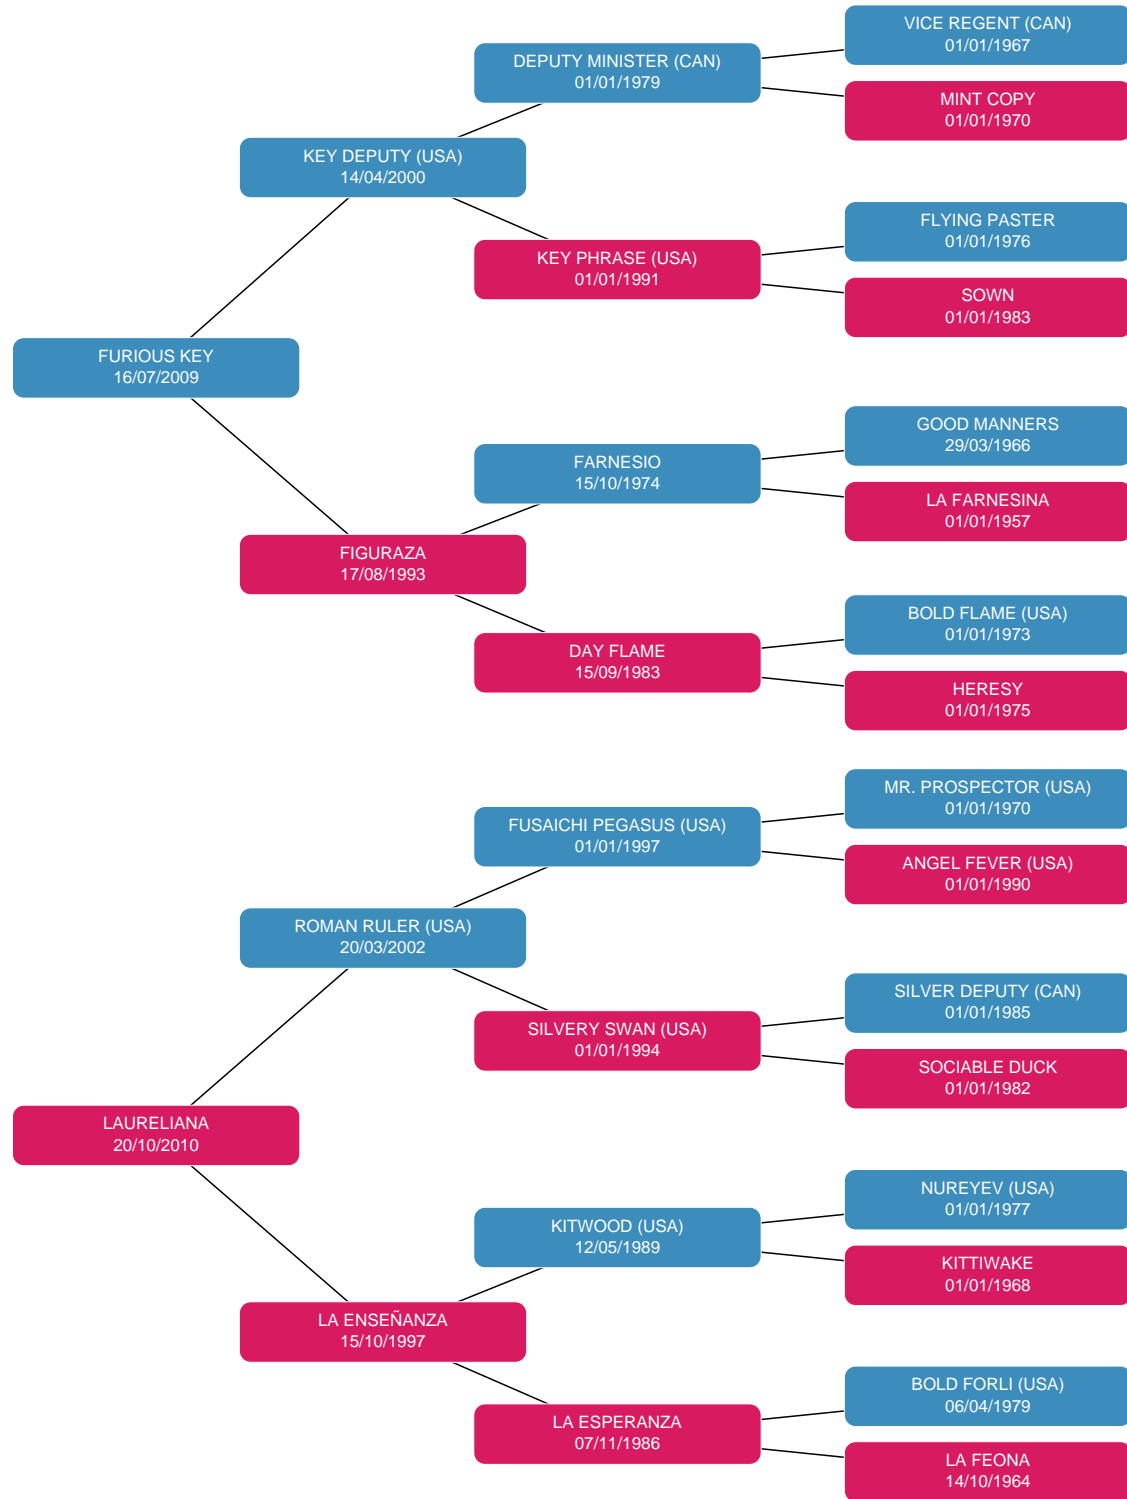 VICE REGENT (CAN)
01/01/1967
DEPUTY MINISTER (CAN)
01/01/1979
MINT COPY
01/01/1970
KEY DEPUTY (USA)
14/04/2000
FLYING PASTER
01/01/1976
KEY PHRASE (USA)
01/01/1991
SOWN
01/01/1983
FURIOUS KEY
16/07/2009
GOOD MANNERS
29/03/1966
FARNESIO
15/10/1974
LA FARNESINA
01/01/1957
FIGURAZA
17/08/1993
BOLD FLAME (USA)
01/01/1973
DAY FLAME
15/09/1983
HERESY
01/01/1975
MR. PROSPECTOR (USA)
01/01/1970
FUSAICHI PEGASUS (USA)
01/01/1997
ANGEL FEVER (USA)
01/01/1990
ROMAN RULER (USA)
20/03/2002
SILVER DEPUTY (CAN)
01/01/1985
SILVERY SWAN (USA)
01/01/1994
SOCIABLE DUCK
01/01/1982
LAURELIANA
20/10/2010
NUREYEV (USA)
01/01/1977
KITWOOD (USA)
12/05/1989
KITTIWAKE
01/01/1968
LA ENSEÑANZA
15/10/1997
BOLD FORLI (USA)
06/04/1979
LA ESPERANZA
07/11/1986
LA FEONA
14/10/1964